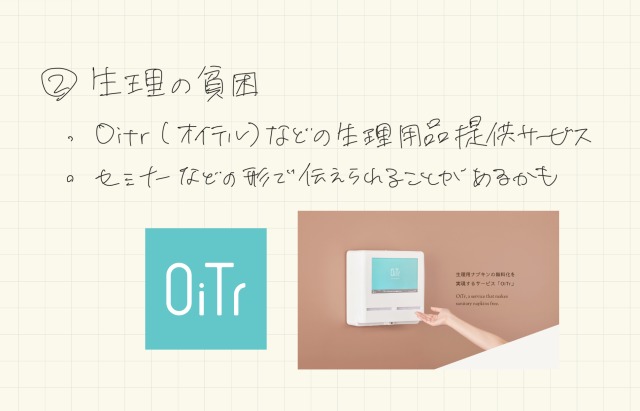 ② 生理の貧困
。 Oitr (オイテル)などの生理用品提供サービス
。 セミナーなどの形で伝えられることがあるかも
OiTr
OiTr
生理用ナプキンの無料化を
実現するサービス「OiTr」
OiTr, a service that makes
sanitary napkins free.